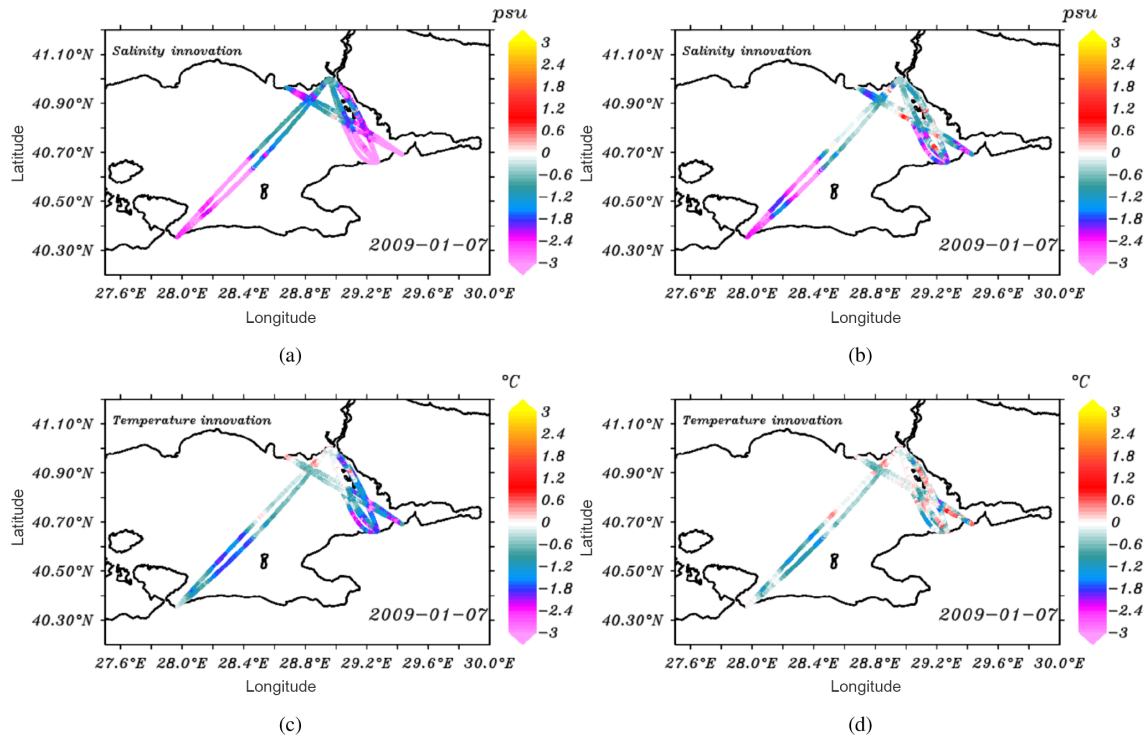 psu
psu
Salinity innovation
Salinity innovation
41.10°N
40.90°N
40.70°N
40.50°N
40.30°N
Latitude
3
2.4
1.8
1.2
0.6
0
−0.6
−1.2
−1.8
−2.4
−3
41.10°N
40.90°N
40.70°N
40.50°N
40.30°N
Latitude
3
2.4
1.8
1.2
0.6
0
−0.6
−1.2
−1.8
−2.4
−3
2009−01−07
2009−01−07
27.6°E 28.0°E 28.4°E 28.8°E 29.2°E 29.6°E 30.0°E
27.6°E 28.0°E 28.4°E 28.8°E 29.2°E 29.6°E 30.0°E
Longitude
Longitude
(a)
(b)
°C
°C
Temperature innovation
Temperature innovation
41.10°N
40.90°N
40.70°N
40.50°N
40.30°N
Latitude
3
2.4
1.8
1.2
0.6
0
−0.6
−1.2
−1.8
−2.4
−3
41.10°N
40.90°N
40.70°N
40.50°N
40.30°N
Latitude
3
2.4
1.8
1.2
0.6
0
−0.6
−1.2
−1.8
−2.4
−3
2009−01−07
2009−01−07
27.6°E 28.0°E 28.4°E 28.8°E 29.2°E 29.6°E 30.0°E
27.6°E 28.0°E 28.4°E 28.8°E 29.2°E 29.6°E 30.0°E
Longitude
Longitude
(c)
(d)